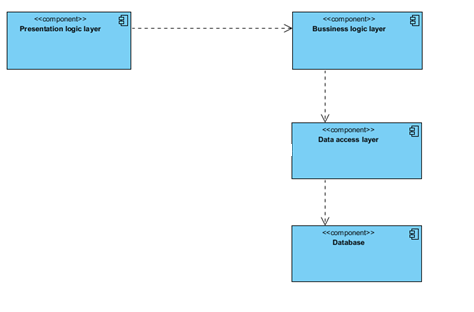 <<component>>
Presentation logic layer
<<component>>
Bussiness logic layer
<<component>>
Data access layer
<<component>>
Database